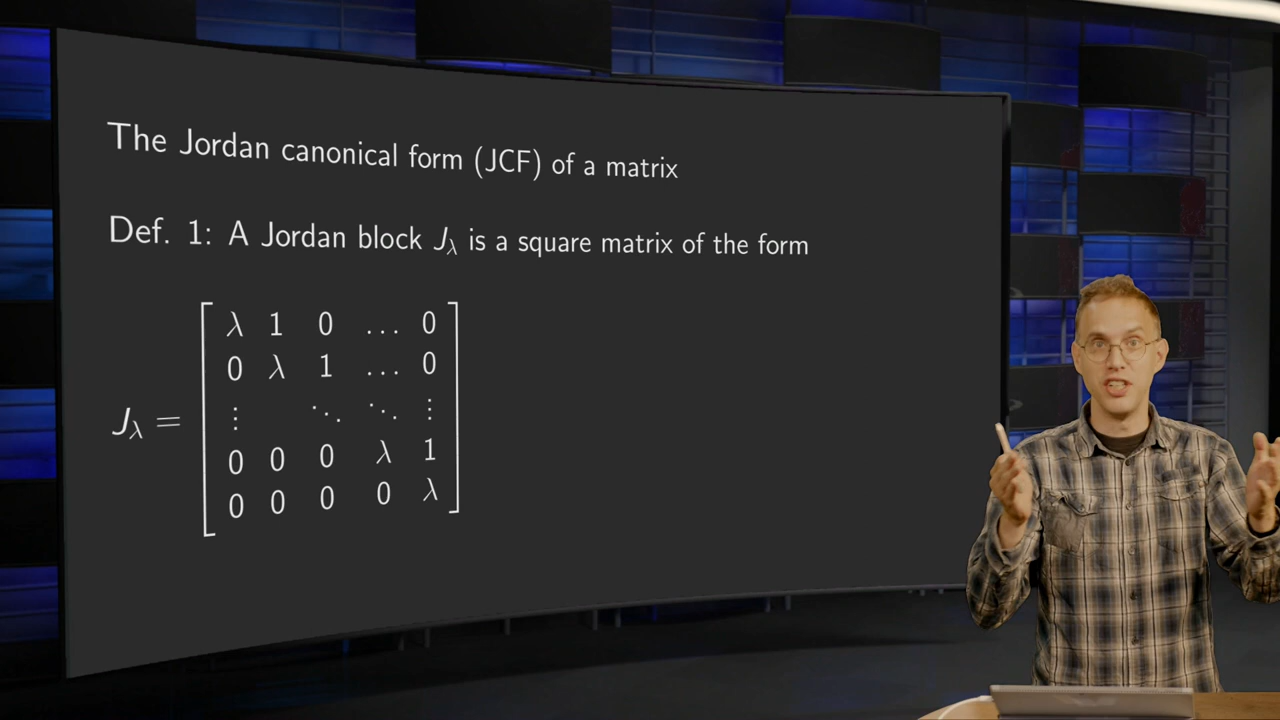 The Jordan canonical form (JCF) of a matrix
Def. 1: A Jordan block J_λ is a square matrix of the form
λ 1 0 … 0
0 λ 1 … 0
J_λ = ⋮ ⋱ ⋱ ⋮
0 0 0 λ 1
0 0 0 0 λ